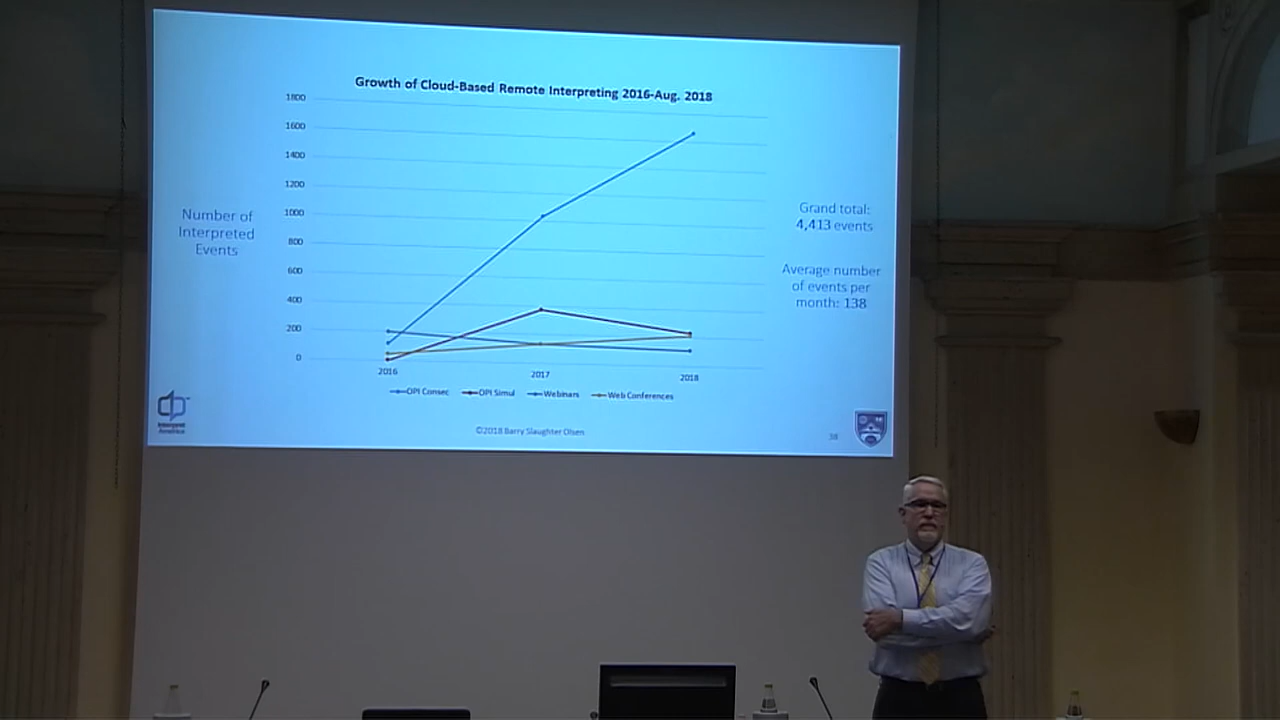 Growth of Cloud-Based Remote Interpreting 2016-Aug. 2018
1800
1600
1400
1200
1000
800
600
400
200
0
2016
2017
2018
Number of
Interpreted
Events
Grand total:
4,413 events
Average number
of events per
month: 138
OPI Consec
OPI Simul
Webinars
Web Conferences
Interpret
America
©2018 Barry Slaughter Olsen
38